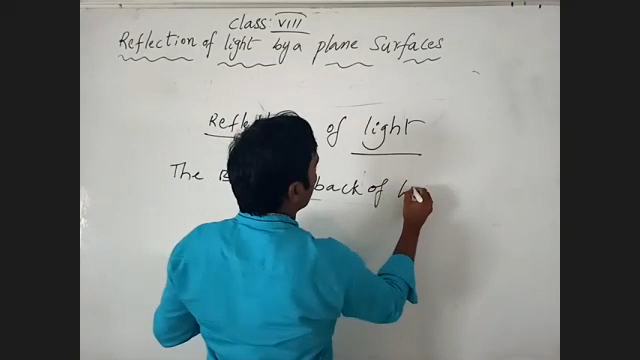 class: VIII
Reflection of light by a plane Surfaces
of light
The back of